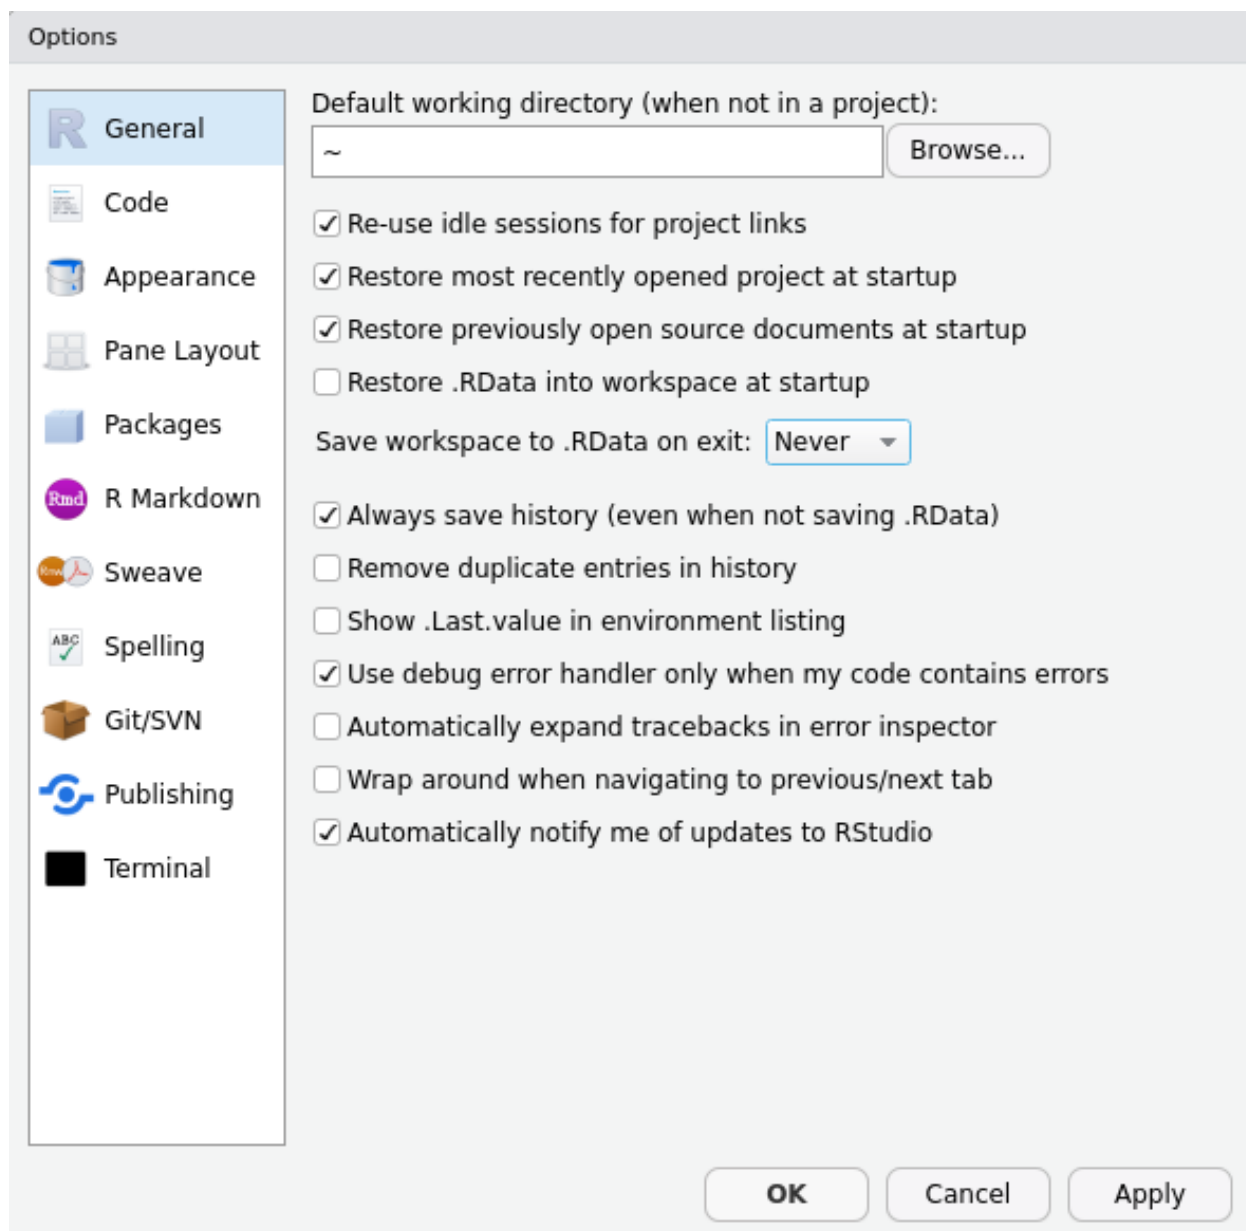 Options
General
Code
Appearance
Pane Layout
Packages
Rmd R Markdown
Sweave
ABC Spelling
Git/SVN
Publishing
Terminal
Default working directory (when not in a project):
~ Browse...
Re-use idle sessions for project links
Restore most recently opened project at startup
Restore previously open source documents at startup
Restore .RData into workspace at startup
Save workspace to .RData on exit: Never
Always save history (even when not saving .RData)
Remove duplicate entries in history
Show .Last.value in environment listing
Use debug error handler only when my code contains errors
Automatically expand tracebacks in error inspector
Wrap around when navigating to previous/next tab
Automatically notify me of updates to RStudio
OK Cancel Apply